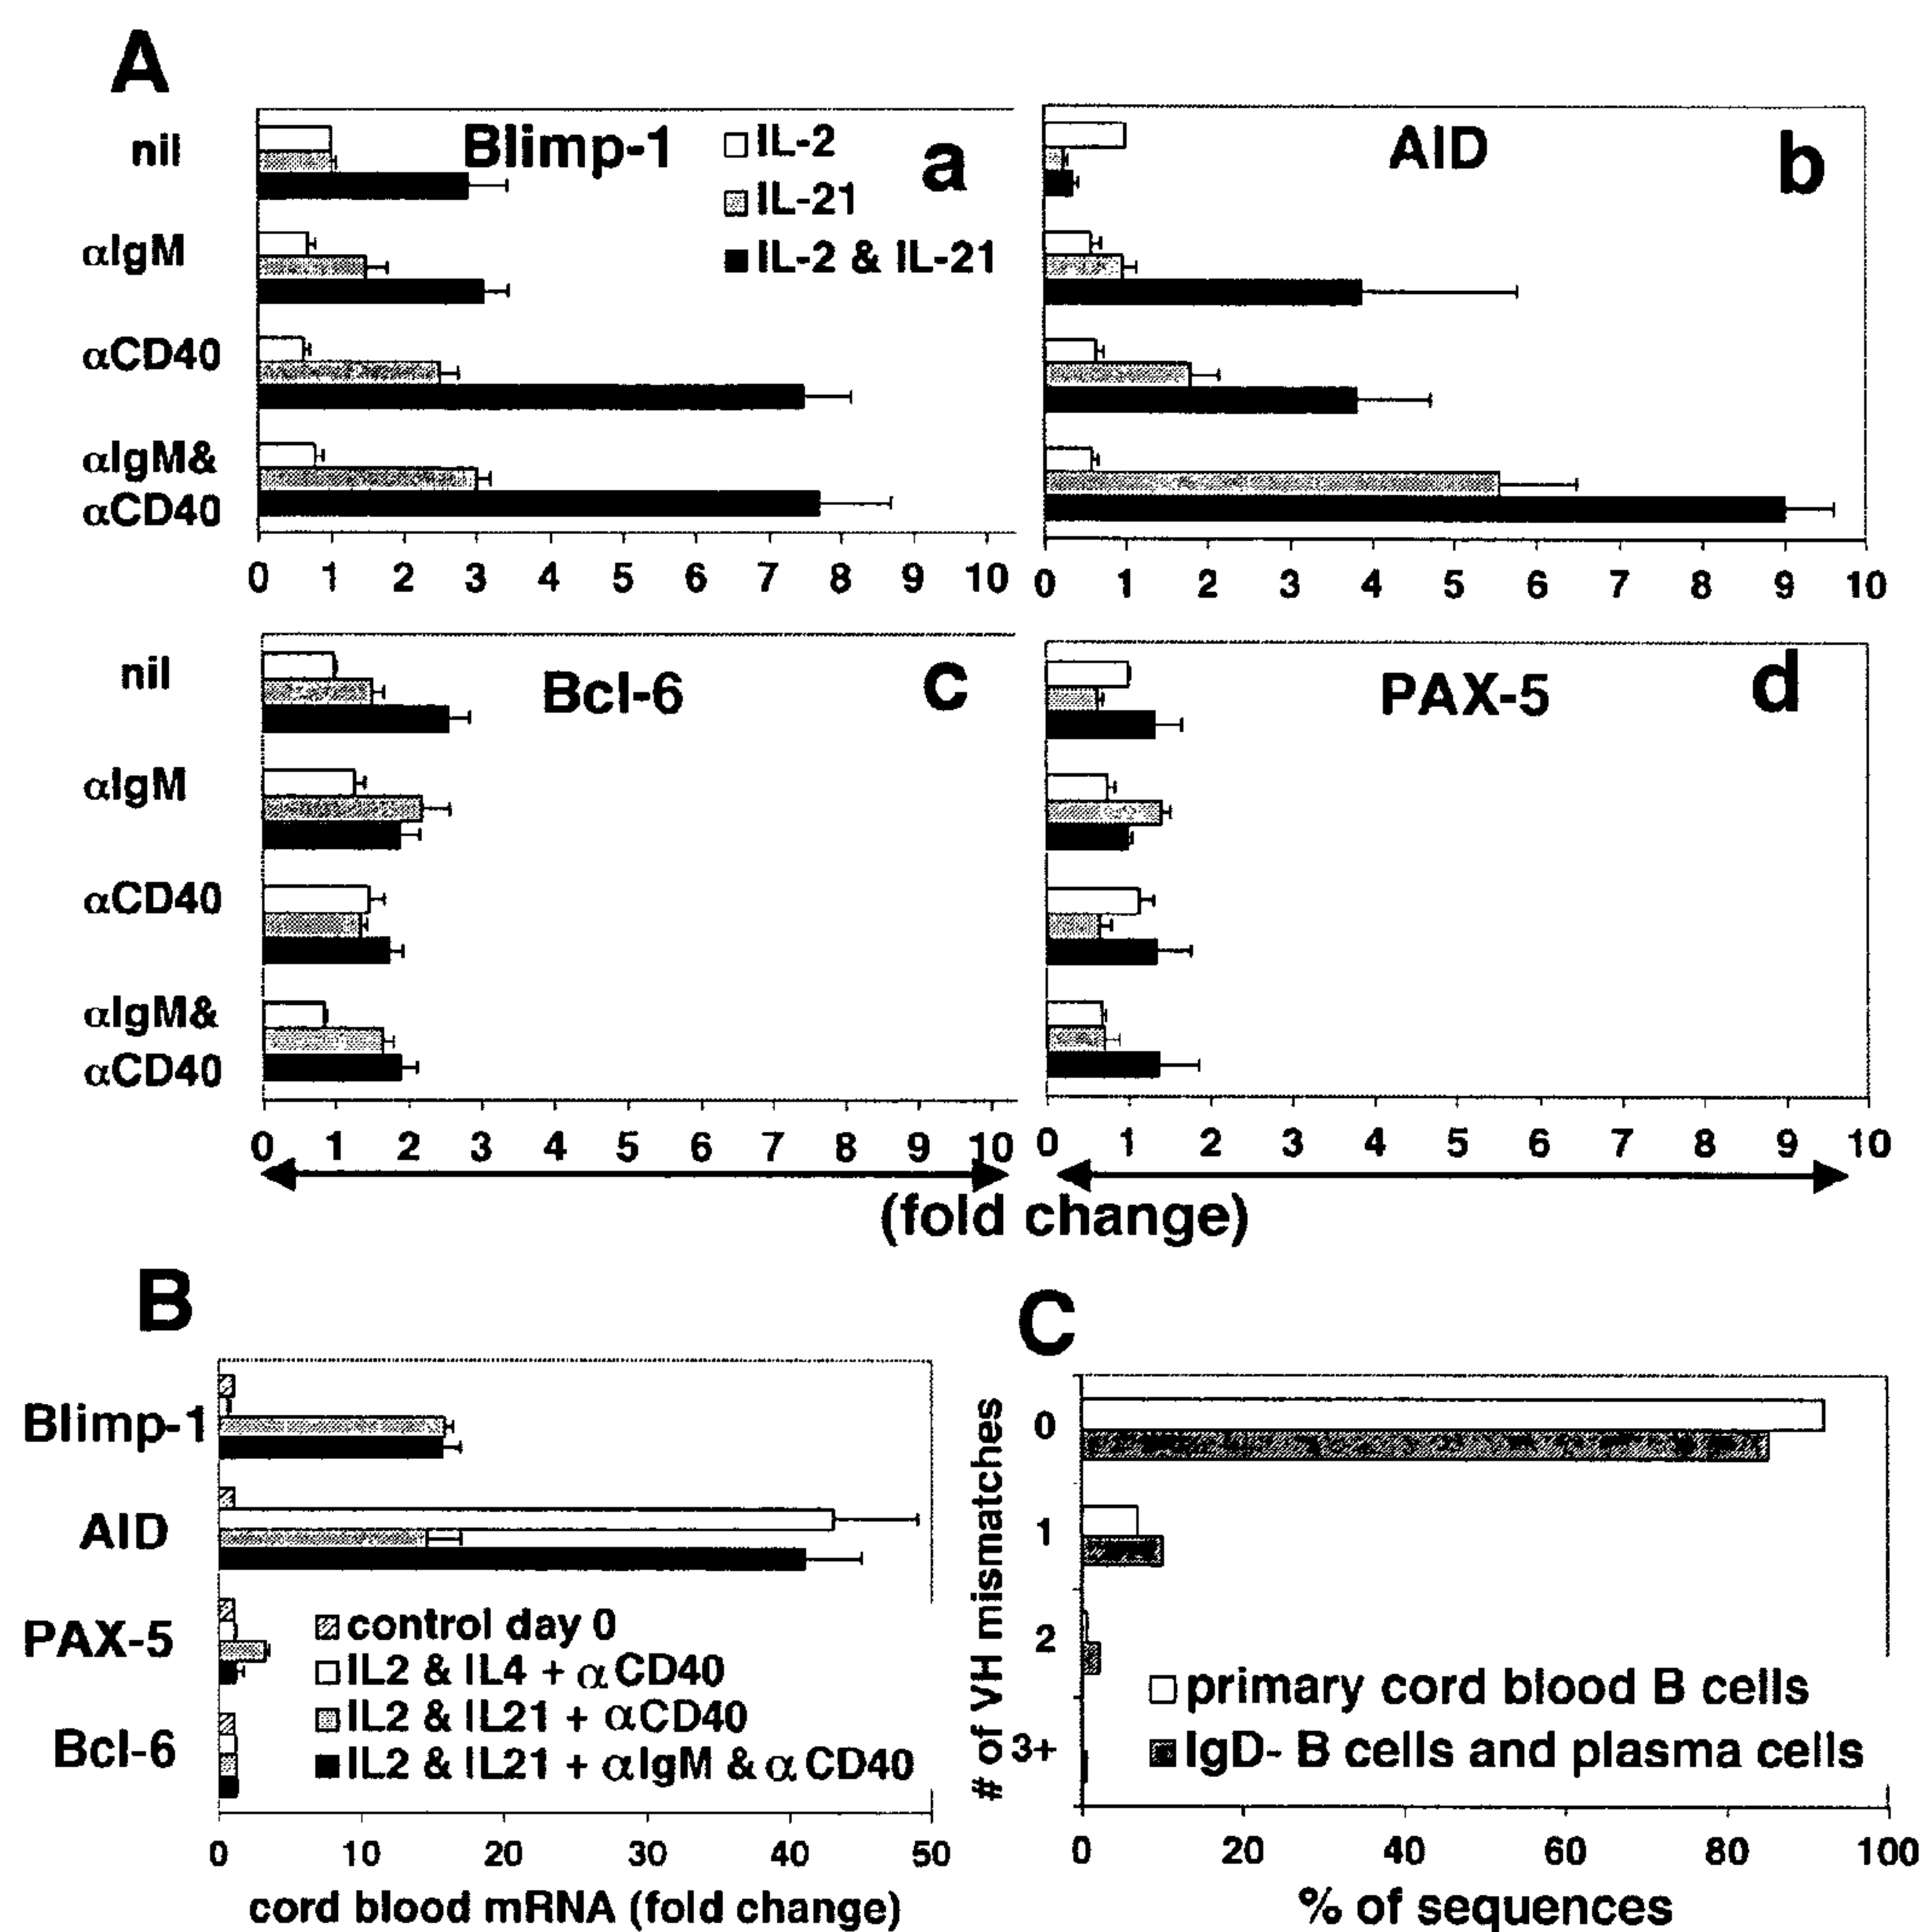 A
nil
αIgM
αCD40
αIgM&
αCD40
Blimp-1
IL-2
IL-21
IL-2 & IL-21
a
0 1 2 3 4 5 6 7 8 9 10
AID
b
0 1 2 3 4 5 6 7 8 9 10
nil
αIgM
αCD40
αIgM&
αCD40
Bcl-6
c
0 1 2 3 4 5 6 7 8 9 10
PAX-5
d
0 1 2 3 4 5 6 7 8 9 10
(fold change)
B
Blimp-1
AID
PAX-5
Bcl-6
control day 0
IL2 & IL4 + αCD40
IL2 & IL21 + αCD40
IL2 & IL21 + αIgM & αCD40
0 10 20 30 40 50
cord blood mRNA (fold change)
C
# of VH mismatches
0
1
2
3+
primary cord blood B cells
IgD- B cells and plasma cells
0 20 40 60 80 100
% of sequences